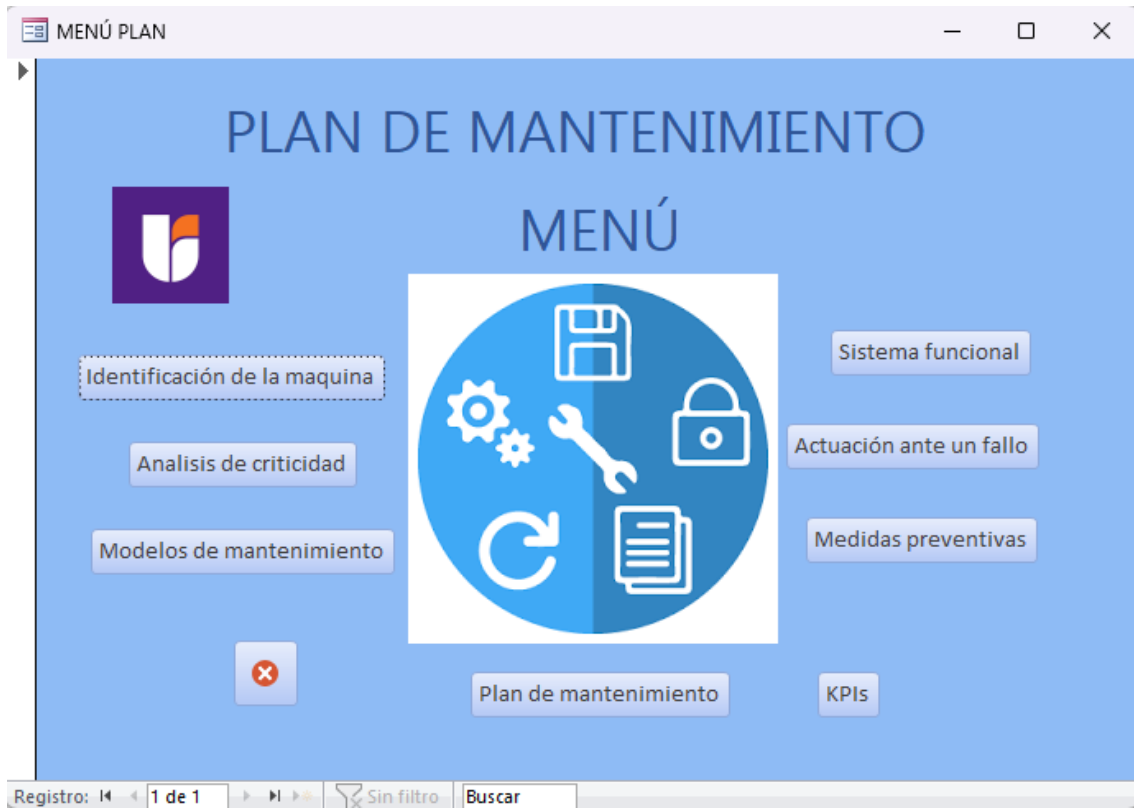 MENÚ PLAN
PLAN DE MANTENIMIENTO
MENÚ
Sistema funcional
Identificación de la maquina
Actuación ante un fallo
Analisis de criticidad
Medidas preventivas
Modelos de mantenimiento
Plan de mantenimiento
KPIs
Registro: 1 de 1 Sin filtro Buscar